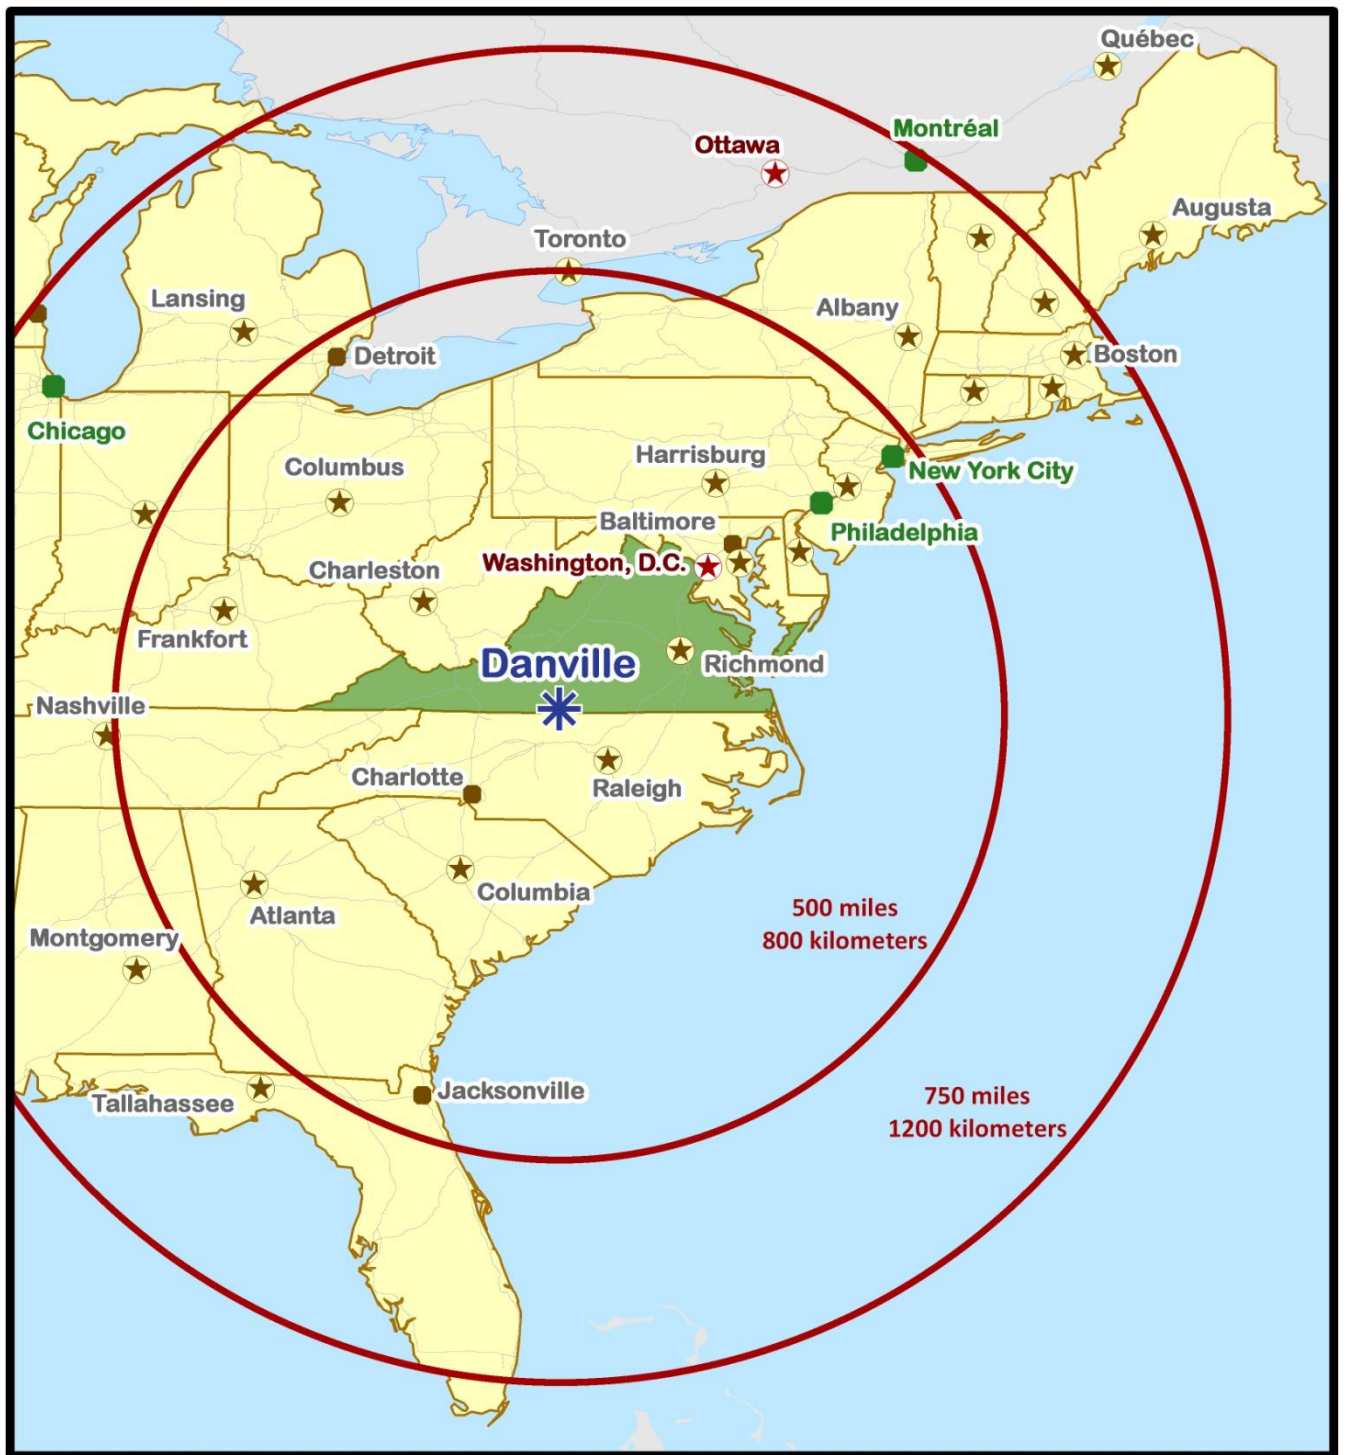 Québec
Montréal
Ottawa
Augusta
Toronto
Lansing
Albany
Detroit
Boston
Chicago
Columbus
Harrisburg
New York City
Baltimore
Philadelphia
Washington, D.C.
Charleston
Frankfort
Danville
Richmond
Nashville
Charlotte
Raleigh
Columbia
Atlanta
500 miles
800 kilometers
Montgomery
Jacksonville
Tallahassee
750 miles
1200 kilometers